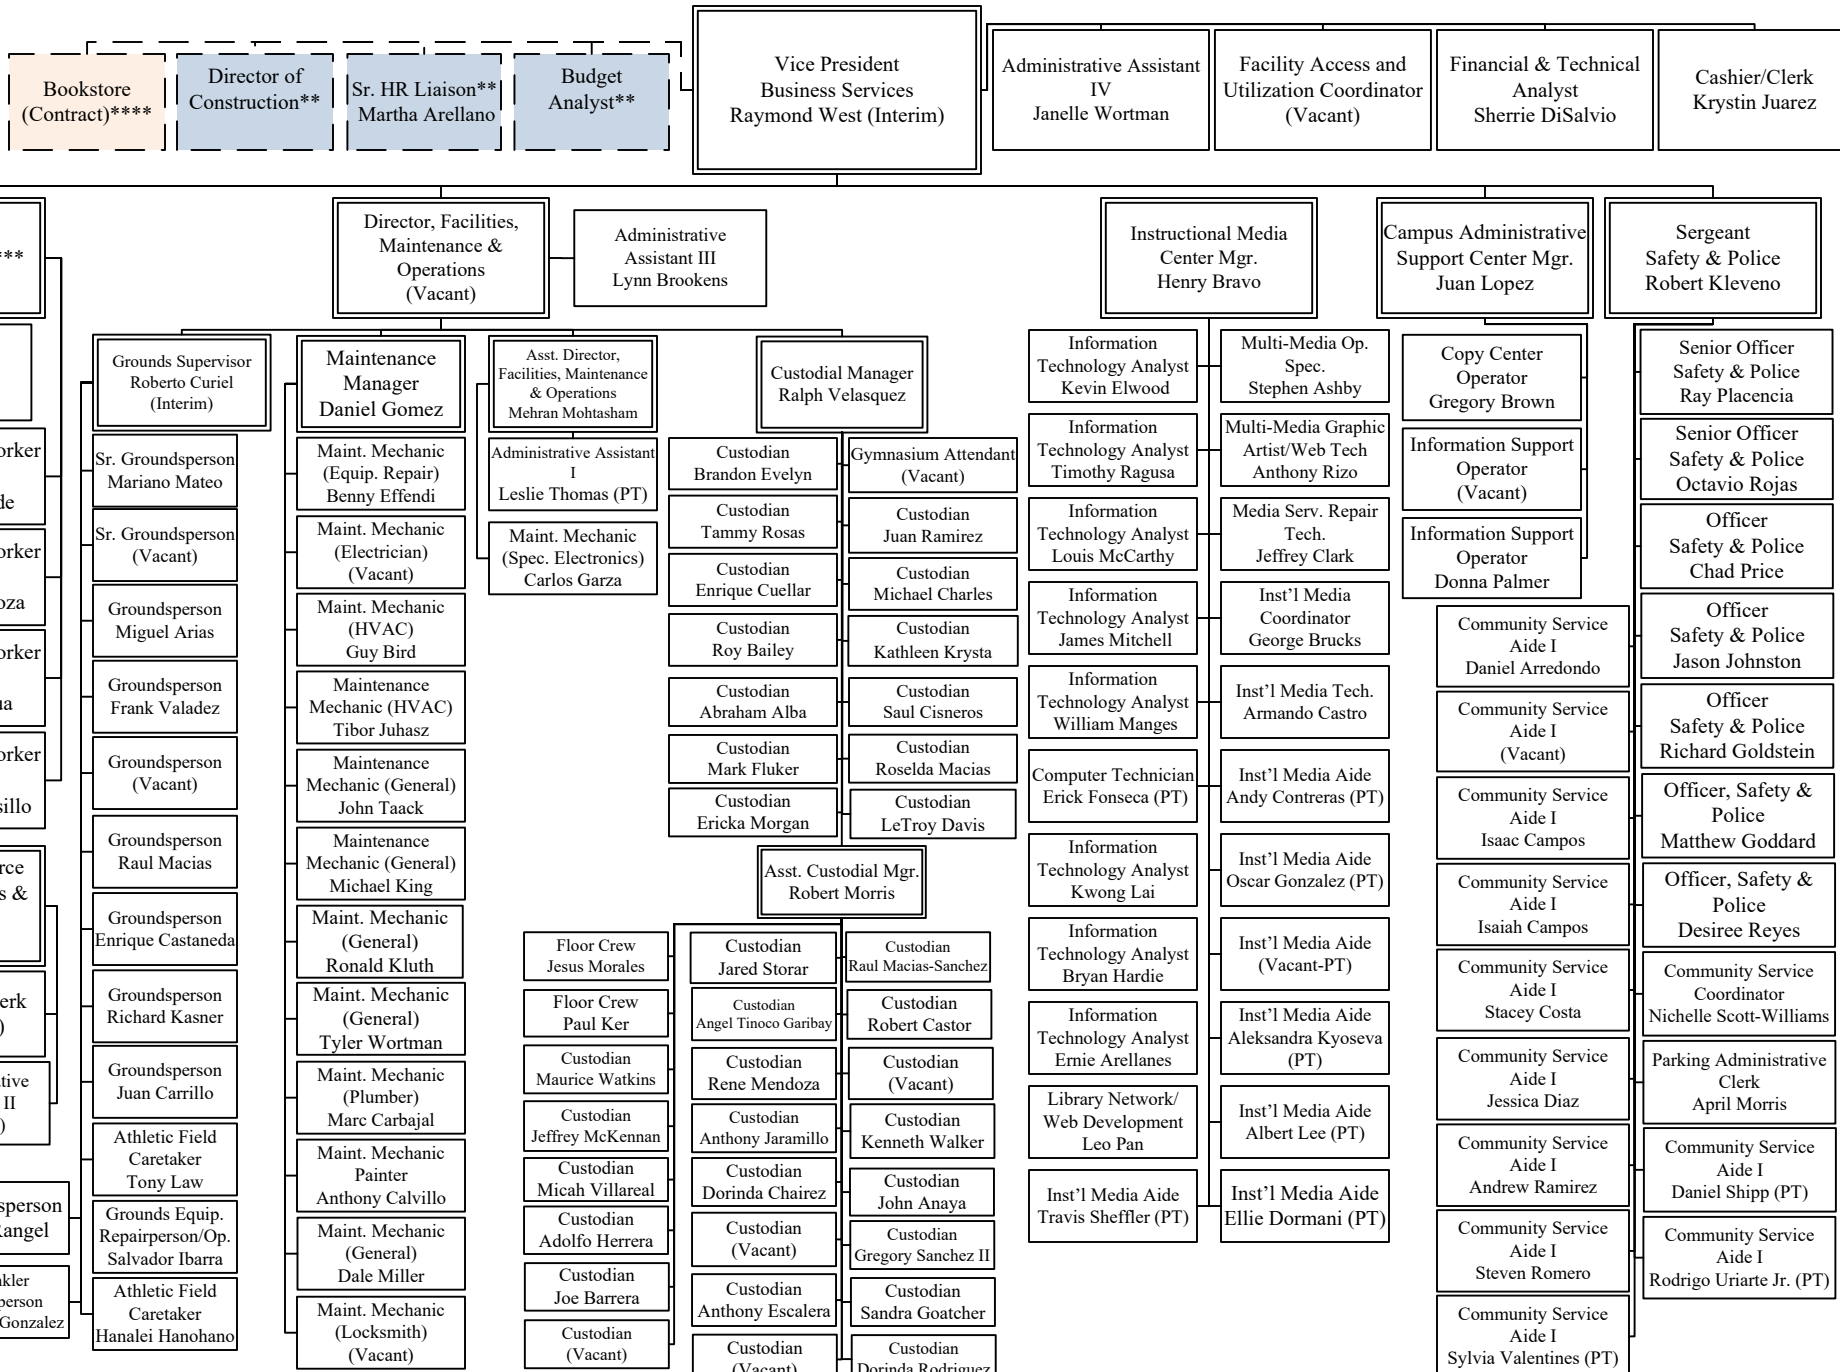 Bookstore
(Contract)****
Director of
Construction**
Sr. HR Liaison**
Martha Arellano
Budget
Analyst**
Vice President
Business Services
Raymond West (Interim)
Administrative Assistant
IV
Janelle Wortman
Facility Access and
Utilization Coordinator
(Vacant)
Financial & Technical
Analyst
Sherrie DiSalvio
Cashier/Clerk
Krystin Juarez
***
Director, Facilities,
Maintenance &
Operations
(Vacant)
Administrative
Assistant III
Lynn Brookens
Instructional Media
Center Mgr.
Henry Bravo
Campus Administrative
Support Center Mgr.
Juan Lopez
Sergeant
Safety & Police
Robert Kleveno
Grounds Supervisor
Roberto Curiel
(Interim)
Sr. Groundsperson
Mariano Mateo
Sr. Groundsperson
(Vacant)
Groundsperson
Miguel Arias
Groundsperson
Frank Valadez
Groundsperson
(Vacant)
Groundsperson
Raul Macias
Groundsperson
Enrique Castaneda
Groundsperson
Richard Kasner
Groundsperson
Juan Carrillo
Athletic Field
Caretaker
Tony Law
Grounds Equip.
Repairperson/Op.
Salvador Ibarra
Athletic Field
Caretaker
Hanalei Hanohano
Maintenance
Manager
Daniel Gomez
Maint. Mechanic
(Equip. Repair)
Benny Effendi
Maint. Mechanic
(Electrician)
(Vacant)
Maint. Mechanic
(HVAC)
Guy Bird
Maintenance
Mechanic (HVAC)
Tibor Juhasz
Maintenance
Mechanic (General)
John Taack
Maintenance
Mechanic (General)
Michael King
Maint. Mechanic
(General)
Ronald Kluth
Maint. Mechanic
(General)
Tyler Wortman
Maint. Mechanic
(Plumber)
Marc Carbajal
Maint. Mechanic
Painter
Anthony Calvillo
Maint. Mechanic
(General)
Dale Miller
Maint. Mechanic
(Locksmith)
(Vacant)
Asst. Director,
Facilities, Maintenance
& Operations
Mehran Mohtasham
Administrative Assistant
I
Leslie Thomas (PT)
Maint. Mechanic
(Spec. Electronics)
Carlos Garza
Custodial Manager
Ralph Velasquez
Custodian
Brandon Evelyn
Custodian
Tammy Rosas
Custodian
Enrique Cuellar
Custodian
Roy Bailey
Custodian
Abraham Alba
Custodian
Mark Fluker
Custodian
Ericka Morgan
Gymnasium Attendant
(Vacant)
Custodian
Juan Ramirez
Custodian
Michael Charles
Custodian
Kathleen Krysta
Custodian
Saul Cisneros
Custodian
Roselda Macias
Custodian
LeTroy Davis
Asst. Custodial Mgr.
Robert Morris
Floor Crew
Jesus Morales
Floor Crew
Paul Ker
Custodian
Maurice Watkins
Custodian
Jeffrey McKennan
Custodian
Micah Villareal
Custodian
Adolfo Herrera
Custodian
Joe Barrera
Custodian
(Vacant)
Custodian
Jared Storar
Custodian
Angel Tinoco Garibay
Custodian
Rene Mendoza
Custodian
Anthony Jaramillo
Custodian
Dorinda Chairez
Custodian
(Vacant)
Custodian
Anthony Escalera
Custodian
(Vacant)
Custodian
Raul Macias-Sanchez
Custodian
Robert Castor
Custodian
(Vacant)
Custodian
Kenneth Walker
Custodian
John Anaya
Custodian
Gregory Sanchez II
Custodian
Sandra Goatcher
Custodian
Dorinda Rodriguez
Information
Technology Analyst
Kevin Elwood
Information
Technology Analyst
Timothy Ragusa
Information
Technology Analyst
Louis McCarthy
Information
Technology Analyst
James Mitchell
Information
Technology Analyst
William Manges
Computer Technician
Erick Fonseca (PT)
Information
Technology Analyst
Kwong Lai
Information
Technology Analyst
Bryan Hardie
Information
Technology Analyst
Ernie Arellanes
Library Network/
Web Development
Leo Pan
Inst'l Media Aide
Travis Sheffler (PT)
Multi-Media Op.
Spec.
Stephen Ashby
Multi-Media Graphic
Artist/Web Tech
Anthony Rizo
Media Serv. Repair
Tech.
Jeffrey Clark
Inst'l Media
Coordinator
George Brucks
Inst'l Media Tech.
Armando Castro
Inst'l Media Aide
Andy Contreras (PT)
Inst'l Media Aide
Oscar Gonzalez (PT)
Inst'l Media Aide
(Vacant-PT)
Inst'l Media Aide
Aleksandra Kyoseva
(PT)
Inst'l Media Aide
Albert Lee (PT)
Inst'l Media Aide
Ellie Dormani (PT)
Copy Center
Operator
Gregory Brown
Information Support
Operator
(Vacant)
Information Support
Operator
Donna Palmer
Community Service
Aide I
Daniel Arredondo
Community Service
Aide I
(Vacant)
Community Service
Aide I
Isaac Campos
Community Service
Aide I
Isaiah Campos
Community Service
Aide I
Stacey Costa
Community Service
Aide I
Jessica Diaz
Community Service
Aide I
Andrew Ramirez
Community Service
Aide I
Steven Romero
Community Service
Aide I
Sylvia Valentines (PT)
Senior Officer
Safety & Police
Ray Placencia
Senior Officer
Safety & Police
Octavio Rojas
Officer
Safety & Police
Chad Price
Officer
Safety & Police
Jason Johnston
Officer
Safety & Police
Richard Goldstein
Officer, Safety &
Police
Matthew Goddard
Officer, Safety &
Police
Desiree Reyes
Community Service
Coordinator
Nichelle Scott-Williams
Parking Administrative
Clerk
April Morris
Community Service
Aide I
Daniel Shipp (PT)
Community Service
Aide I
Rodrigo Uriarte Jr. (PT)
II
Rangel
Gonzalez